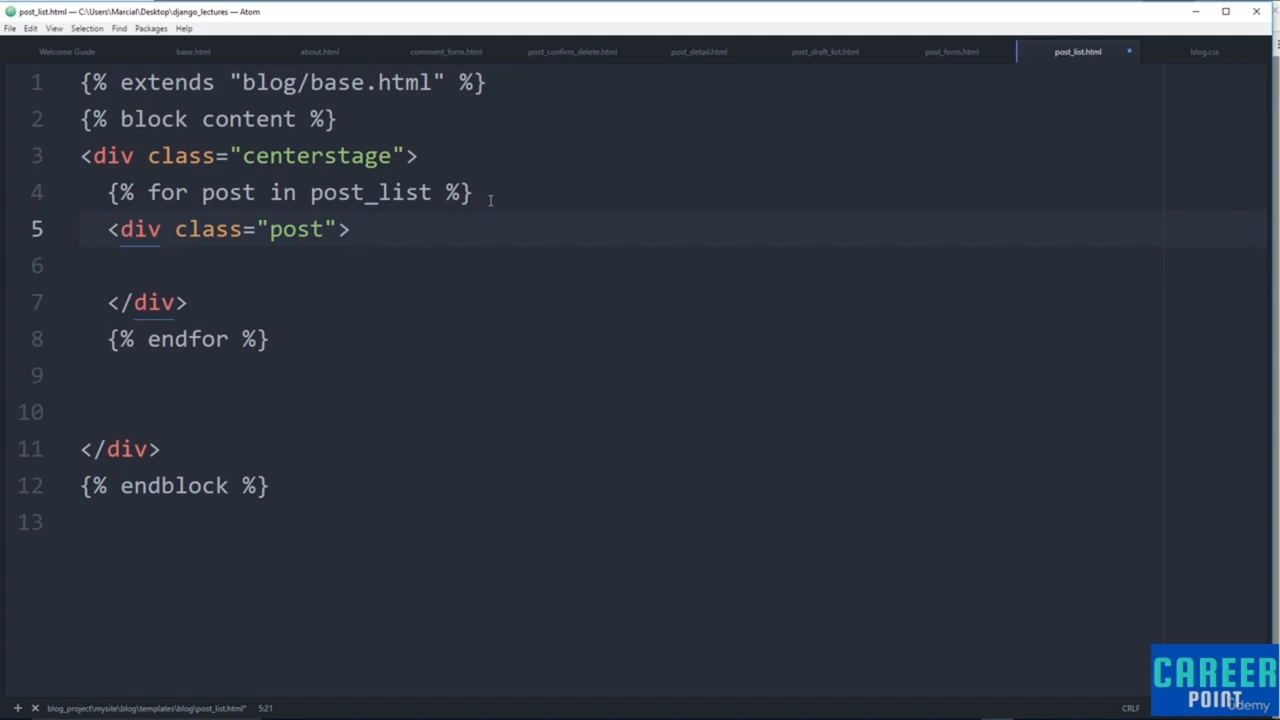 post_list.html — C:\Users\Marcial\Desktop\django_lectures — Atom
File Edit View Selection Find Packages Help
Welcome Guide base.html about.html comment_form.html post_confirm_delete.html post_detail.html post_draft_list.html post_form.html post_list.html blog.css
1 {% extends "blog/base.html" %}
2 {% block content %}
3 <div class="centerstage">
4 {% for post in post_list %}
5 <div class="post">
6
7 </div>
8 {% endfor %}
9
10
11 </div>
12 {% endblock %}
13
CAREER
POINT
Udemy
blog_project\mysite\blog\templates\blog\post_list.html* 5:21 CRLF